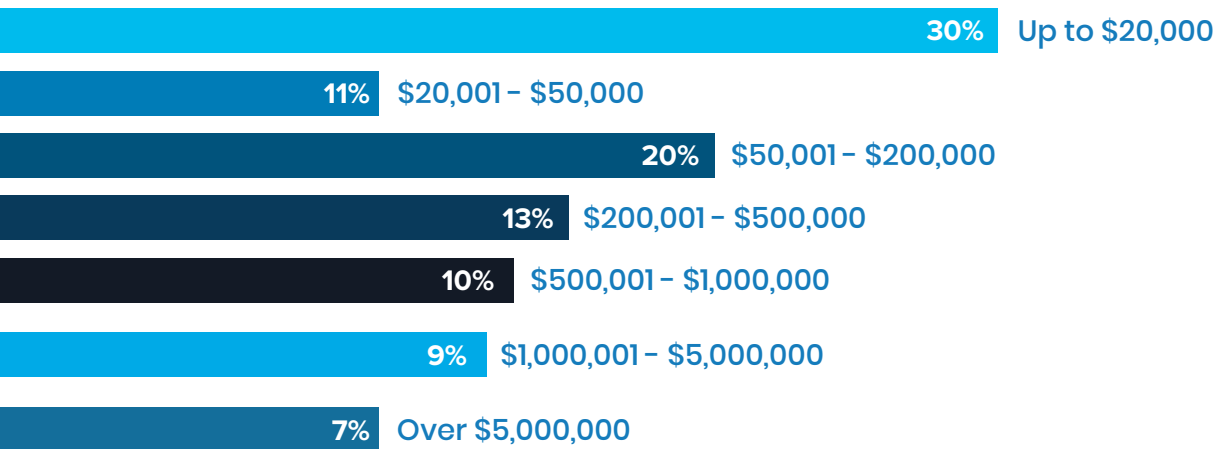 30% Up to $20,000
11% $20,001 - $50,000
20% $50,001 - $200,000
13% $200,001 - $500,000
10% $500,001 - $1,000,000
9% $1,000,001 - $5,000,000
7% Over $5,000,000